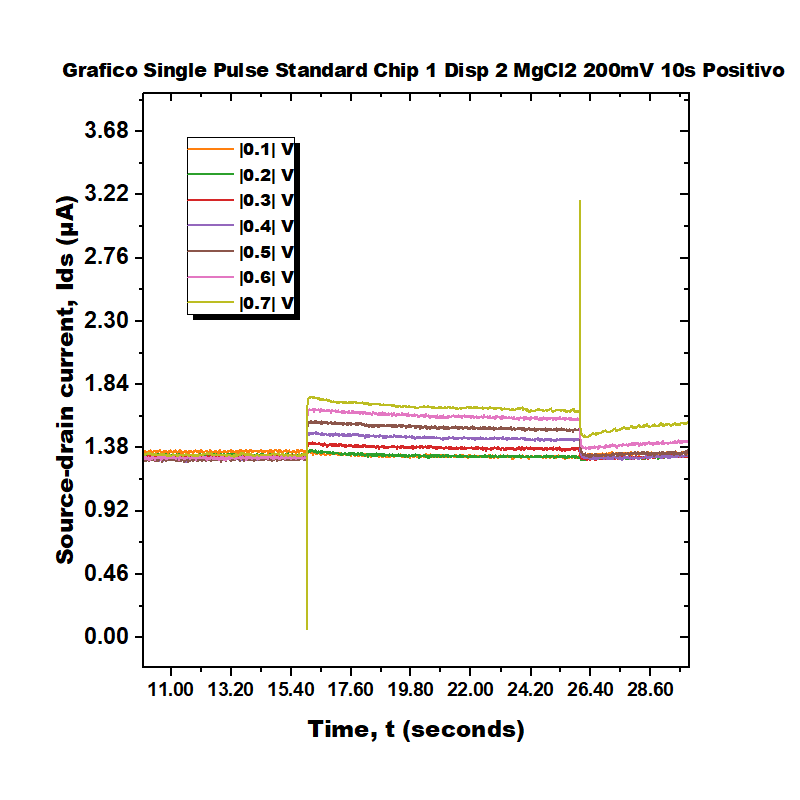 Grafico Single Pulse Standard Chip 1 Disp 2 MgCl2 200mV 10s Positivo
3.68
3.22
2.76
2.30
1.84
1.38
0.92
0.46
0.00
Source-drain current, Ids (µA)
|0.1| V
|0.2| V
|0.3| V
|0.4| V
|0.5| V
|0.6| V
|0.7| V
11.00 13.20 15.40 17.60 19.80 22.00 24.20 26.40 28.60
Time, t (seconds)